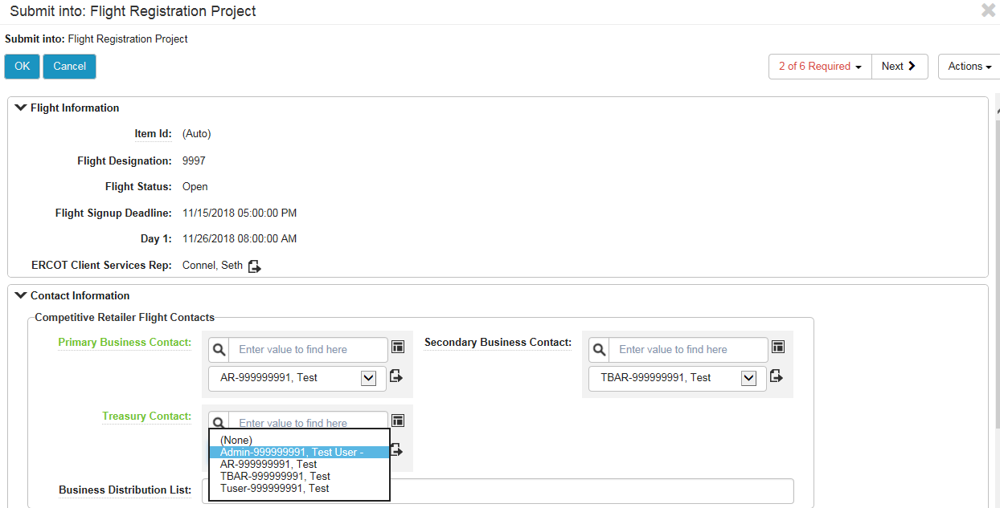 Submit into: Flight Registration Project
Submit into: Flight Registration Project
OK Cancel 2 of 6 Required Next Actions
Flight Information
Item Id: (Auto)
Flight Designation: 9997
Flight Status: Open
Flight Signup Deadline: 11/15/2018 05:00:00 PM
Day 1: 11/26/2018 08:00:00 AM
ERCOT Client Services Rep: Connel, Seth
Contact Information
Competitive Retailer Flight Contacts
Primary Business Contact: Enter value to find here Secondary Business Contact: Enter value to find here
AR-999999991, Test TBAR-999999991, Test
Treasury Contact: Enter value to find here
(None)
Admin-999999991, Test User -
AR-999999991, Test
TBAR-999999991, Test
Tuser-999999991, Test
Business Distribution List: